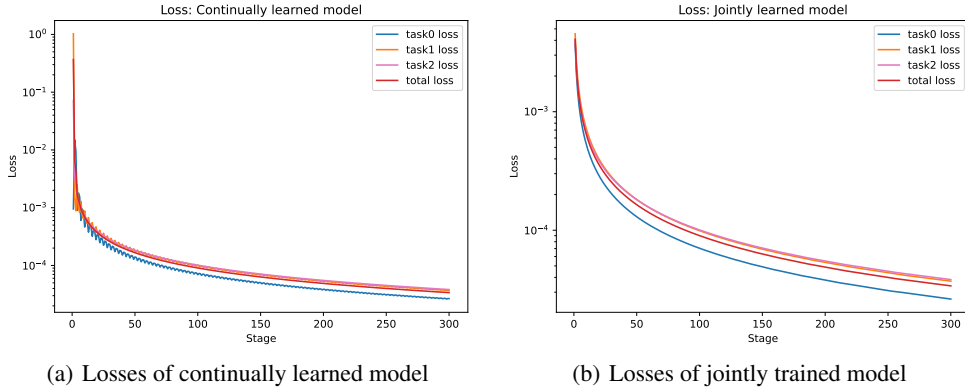 Loss: Continually learned model
10⁰
10⁻¹
10⁻²
10⁻³
10⁻⁴
Loss
0 50 100 150 200 250 300
Stage
task0 loss
task1 loss
task2 loss
total loss
(a) Losses of continually learned model
Loss: Jointly learned model
10⁻³
10⁻⁴
Loss
0 50 100 150 200 250 300
Stage
task0 loss
task1 loss
task2 loss
total loss
(b) Losses of jointly trained model